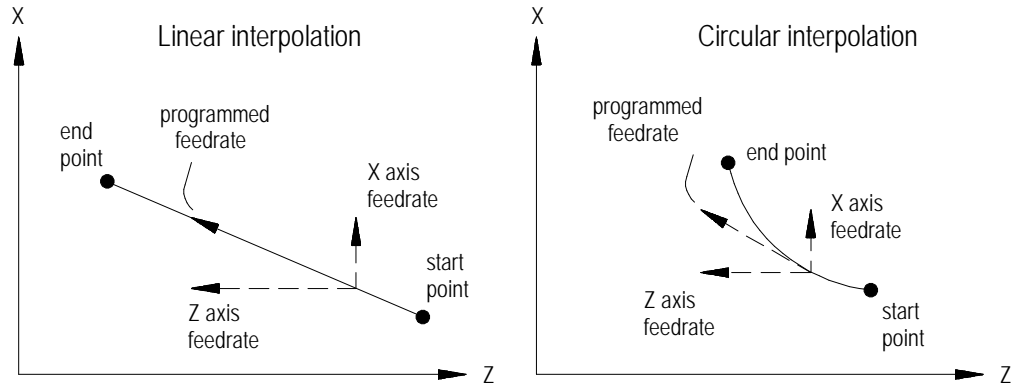 X
Linear interpolation
programmed
feedrate
end
point
X axis
feedrate
start
point
Z axis
feedrate
Z
X
Circular interpolation
programmed
feedrate
end point
X axis
feedrate
Z axis
feedrate
start
point
Z